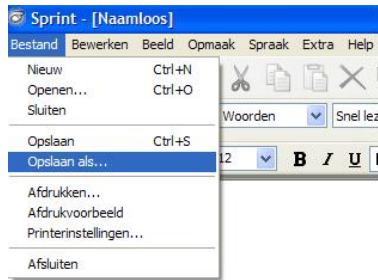 Sprint - [Naamloos]
Bestand Bewerken Beeld Opmaak Spraak Extra Help
Nieuw Ctrl+N
Openen... Ctrl+O
Sluiten
Woorden Snel lez
Opslaan Ctrl+S
Opslaan als...
12 B I U
Afdrukken...
Afdrukvoorbeeld
Printerinstellingen...
Afsluiten